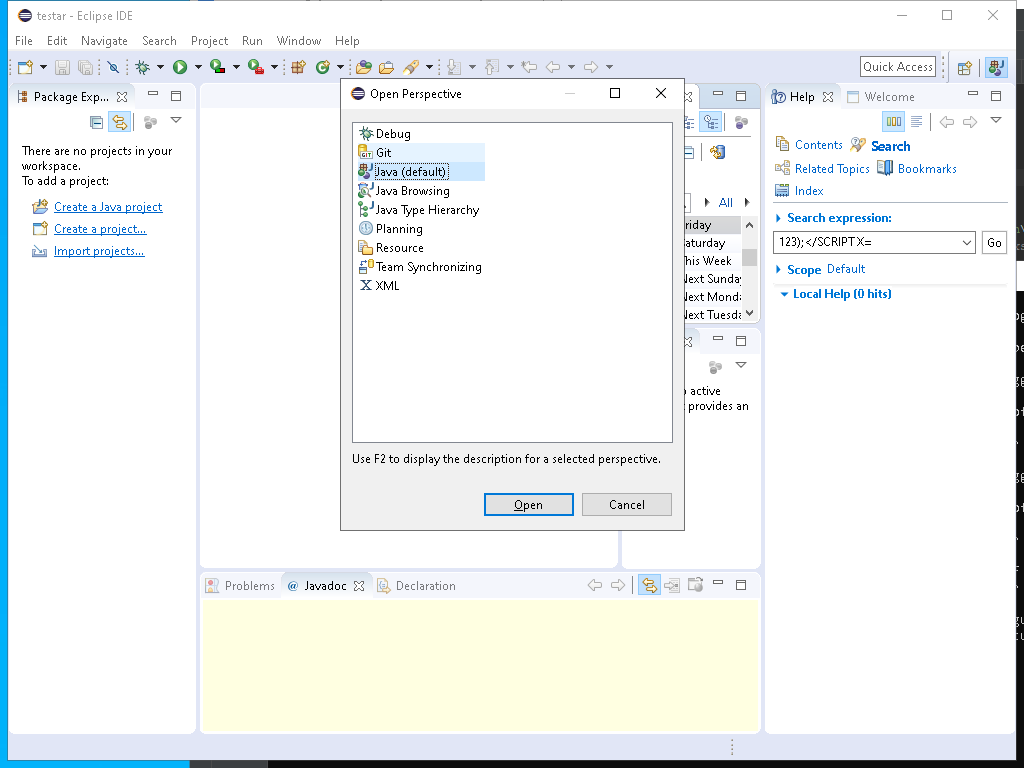 testar - Eclipse IDE
File Edit Navigate Search Project Run Window Help
Quick Access
Package Exp...
There are no projects in your
workspace.
To add a project:
Create a Java project
Create a project...
Import projects...
Open Perspective
Debug
GIT Git
Java (default)
Java Browsing
Java Type Hierarchy
Planning
Resource
Team Synchronizing
XML
Use F2 to display the description for a selected perspective.
Open Cancel
All
riday
aturday
his Week
Next Sunda
Next Monda
Next Tuesda
active
provides an
Help Welcome
Contents Search
Related Topics Bookmarks
Index
Search expression:
123);</SCRIPT X=
Go
Scope Default
Local Help (0 hits)
Problems @ Javadoc Declaration